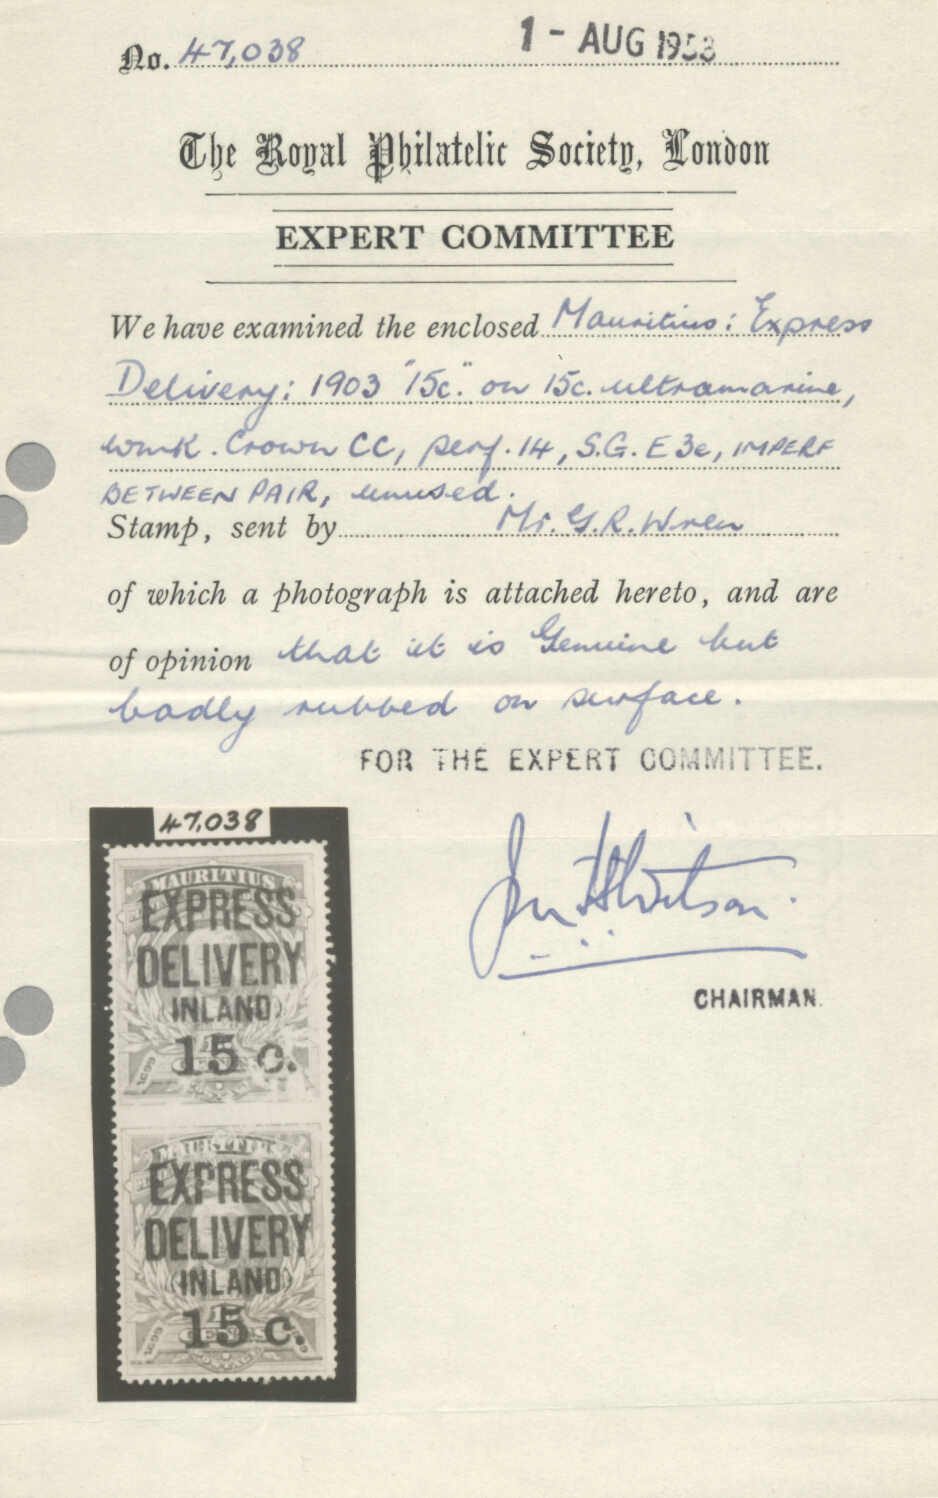 No. 47,038 1 - AUG 1953
The Royal Philatelic Society, London
EXPERT COMMITTEE
We have examined the enclosed Mauritius: Express
Delivery: 1903 "15c." on 15c. ultramarine,
wmk. Crown CC, perf. 14, S.G. E3e, IMPERF
BETWEEN PAIR, unused.
Stamp, sent by Mr. G. R. Wren
of which a photograph is attached hereto, and are
of opinion that it is Genuine but
badly rubbed on surface.
FOR THE EXPERT COMMITTEE.
47,038
MAURITIUS
EXPRESS
DELIVERY
(INLAND)
15 c.
MAURITIUS
EXPRESS
DELIVERY
(INLAND)
15 c.
CHAIRMAN.